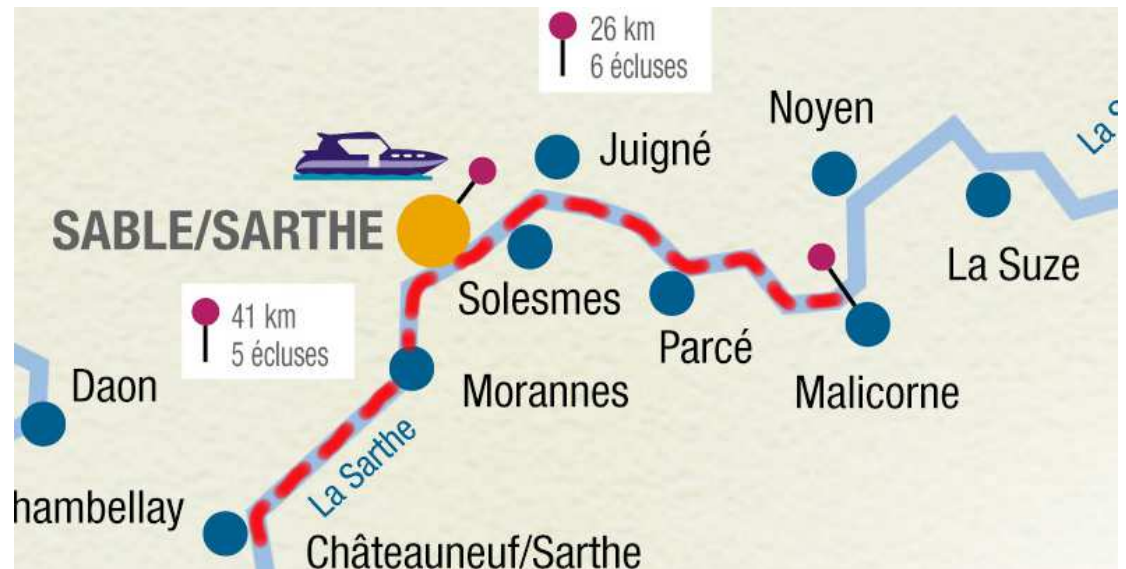 26 km
6 écluses
Noyen
La S
Juigné
SABLE/SARTHE
La Suze
Solesmes
41 km
5 écluses
Parcé
Daon
Morannes
Malicorne
La Sarthe
hambellay
Châteauneuf/Sarthe